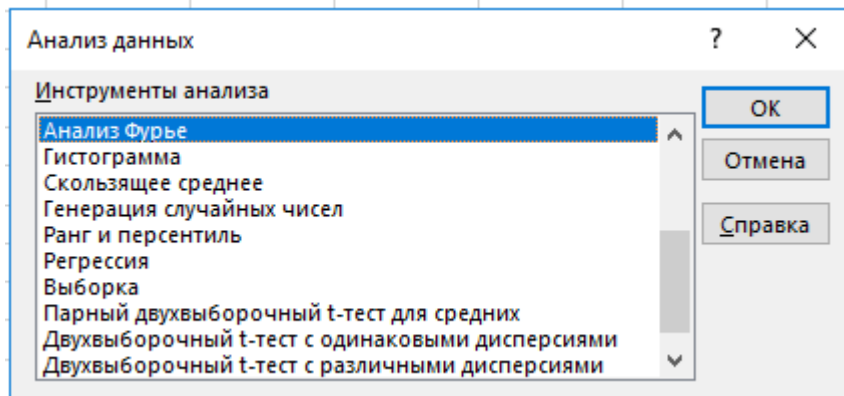 Анализ данных
?
Инструменты анализа
Анализ Фурье
Гистограмма
Скользящее среднее
Генерация случайных чисел
Ранг и персентиль
Регрессия
Выборка
Парный двухвыборочный t-тест для средних
Двухвыборочный t-тест с одинаковыми дисперсиями
Двухвыборочный t-тест с различными дисперсиями
ОК
Отмена
Справка